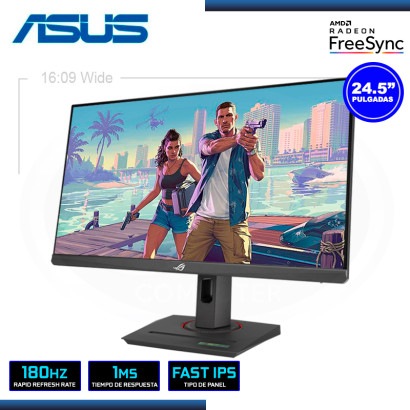 ASUS
AMD
RADEON
FreeSync
16:09 Wide
24.5"
PULGADAS
180HZ
RAPID REFRESH RATE
1MS
TIEMPO DE RESPUESTA
FAST IPS
TIPO DE PANEL